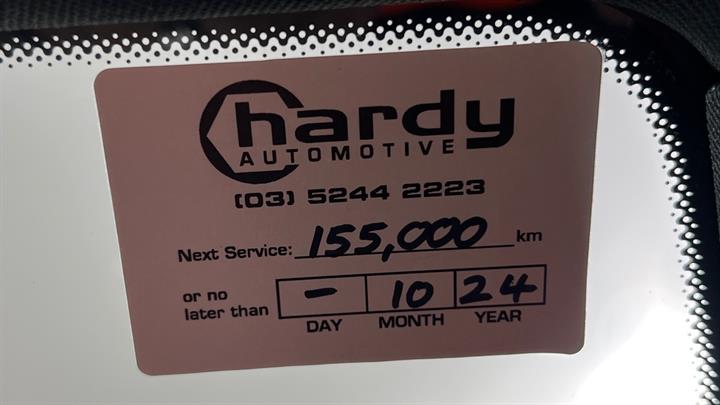 hardy
AUTOMOTIVE
(03) 5244 2223
Next Service: 155,000 km
or no
later than - 10 24
DAY MONTH YEAR